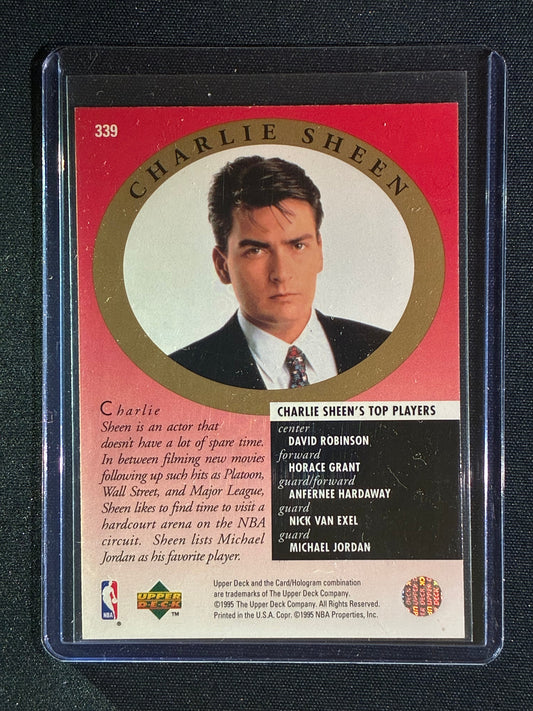 339
CHARLIE SHEEN
Charlie
Sheen is an actor that
doesn't have a lot of spare time.
In between filming new movies
following up such hits as Platoon,
Wall Street, and Major League,
Sheen likes to find time to visit a
hardcourt arena on the NBA
circuit. Sheen lists Michael
Jordan as his favorite player.
CHARLIE SHEEN'S TOP PLAYERS
center
DAVID ROBINSON
forward
HORACE GRANT
guard/forward
ANFERNEE HARDAWAY
guard
NICK VAN EXEL
guard
MICHAEL JORDAN
NBA
®
UPPER
DECK
™
Upper Deck and the Card/Hologram combination
are trademarks of The Upper Deck Company.
©1995 The Upper Deck Company. All Rights Reserved.
Printed in the U.S.A. Copr. ©1995 NBA Properties, Inc.